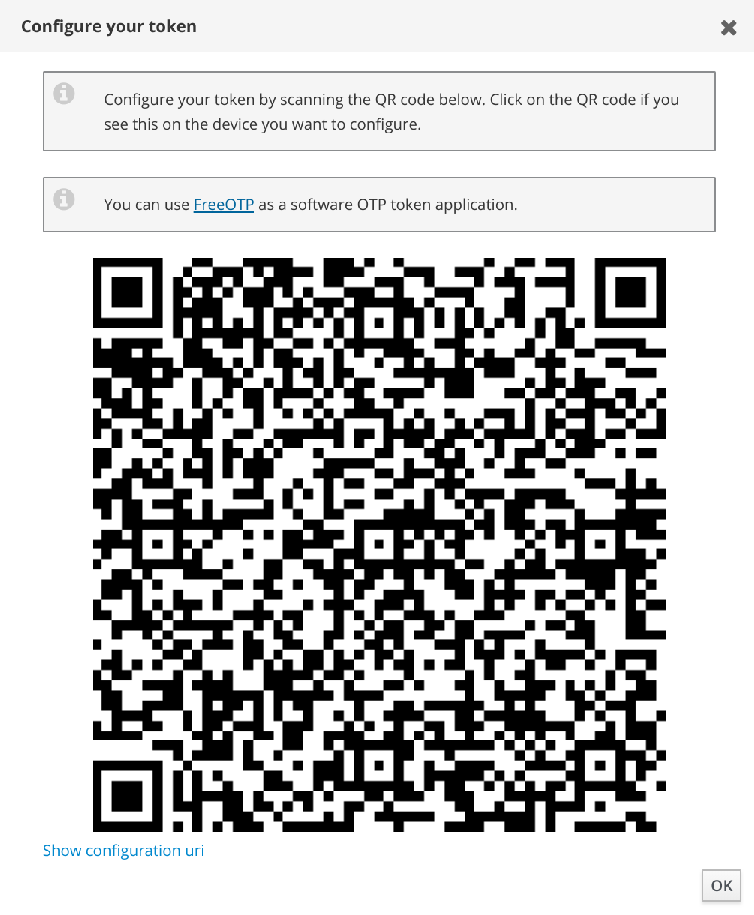 Configure your token
Configure your token by scanning the QR code below. Click on the QR code if you
see this on the device you want to configure.
You can use FreeOTP as a software OTP token application.
Show configuration uri
OK